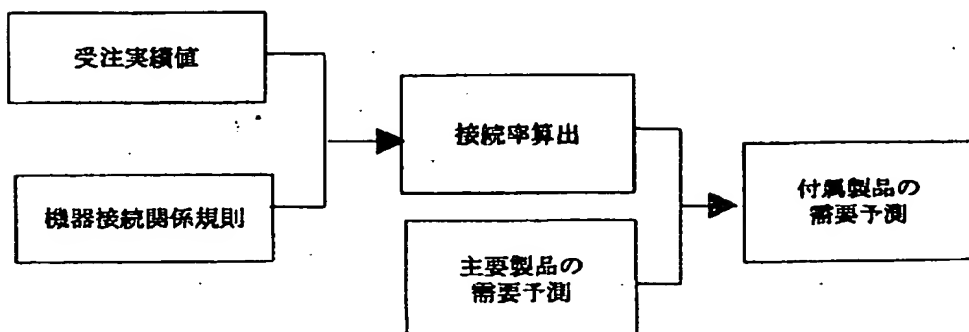 受注実績値
機器接続関係規則
接続率算出
主要製品の
需要予測
付属製品の
需要予測